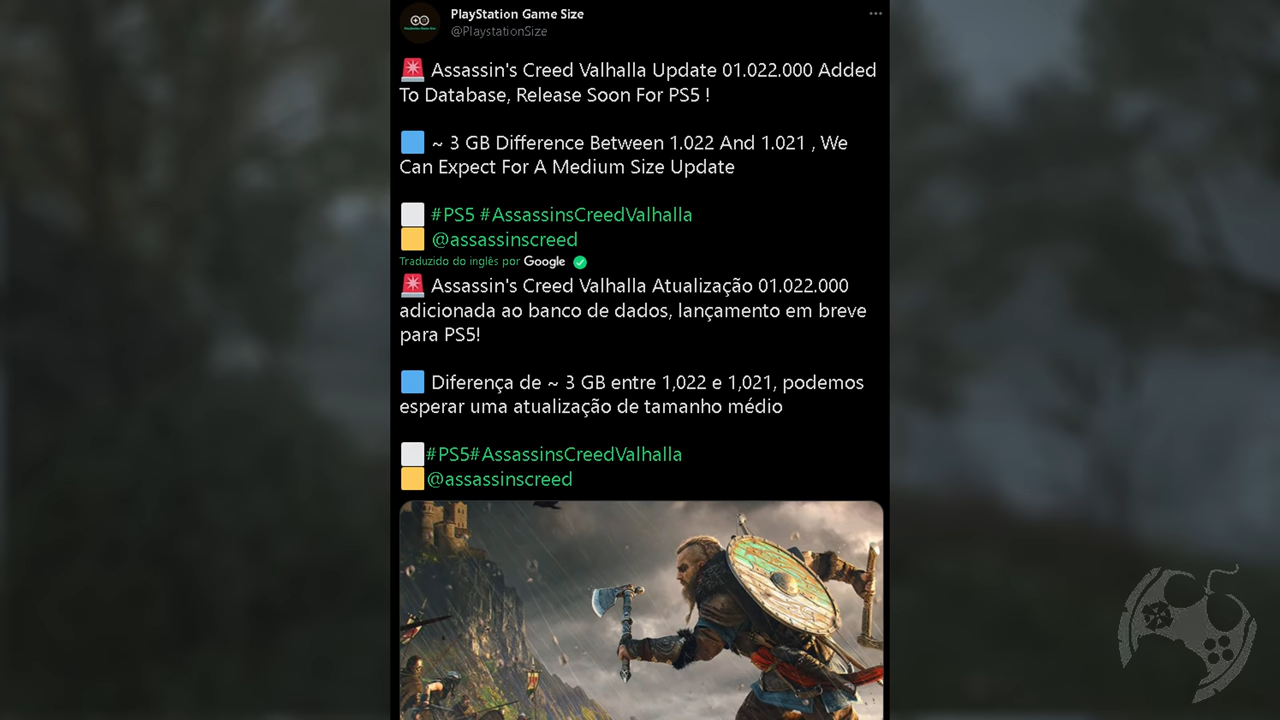 PlayStation Game Size
@PlaystationSize
🚨 Assassin's Creed Valhalla Update 01.022.000 Added
To Database, Release Soon For PS5 !
🟦 ~ 3 GB Difference Between 1.022 And 1.021 , We
Can Expect For A Medium Size Update
⬜ #PS5 #AssassinsCreedValhalla
🟨 @assassinscreed
Traduzido do inglês por Google
🚨 Assassin's Creed Valhalla Atualização 01.022.000
adicionada ao banco de dados, lançamento em breve
para PS5!
🟦 Diferença de ~ 3 GB entre 1,022 e 1,021, podemos
esperar uma atualização de tamanho médio
⬜#PS5#AssassinsCreedValhalla
🟨@assassinscreed